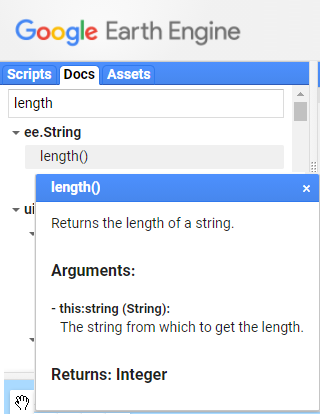 Google Earth Engine
Scripts Docs Assets
length
ee.String
length()
length() ×
ui
Returns the length of a string.
Arguments:
- this:string (String):
The string from which to get the length.
Returns: Integer